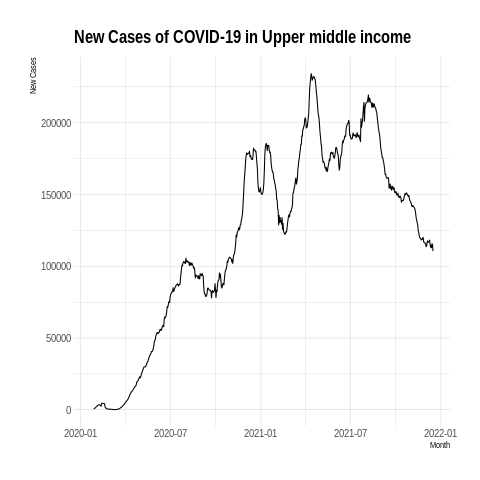 New Cases of COVID-19 in Upper middle income
New Cases
200000
150000
100000
50000
0
2020-01 2020-07 2021-01 2021-07 2022-01
Month